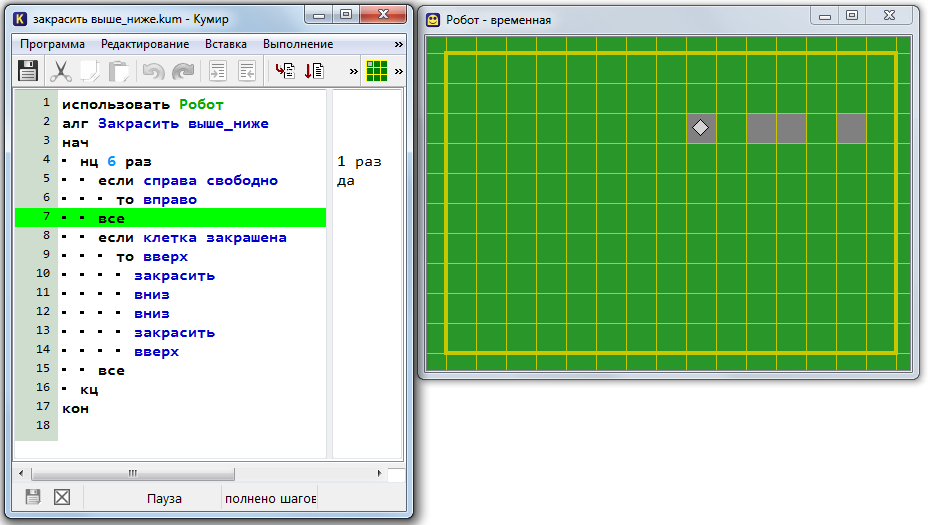 закрасить выше_ниже.kum - Кумир
Программа Редактирование Вставка Выполнение »
» »
1 использовать Робот
2 алг Закрасить выше_ниже
3 нач
4 нц 6 раз 1 раз
5 если справа свободно да
6 то вправо
7 все
8 если клетка закрашена
9 то вверх
10 закрасить
11 вниз
12 вниз
13 закрасить
14 вверх
15 все
16 кц
17 кон
18
Пауза полнено шагов
Робот - временная